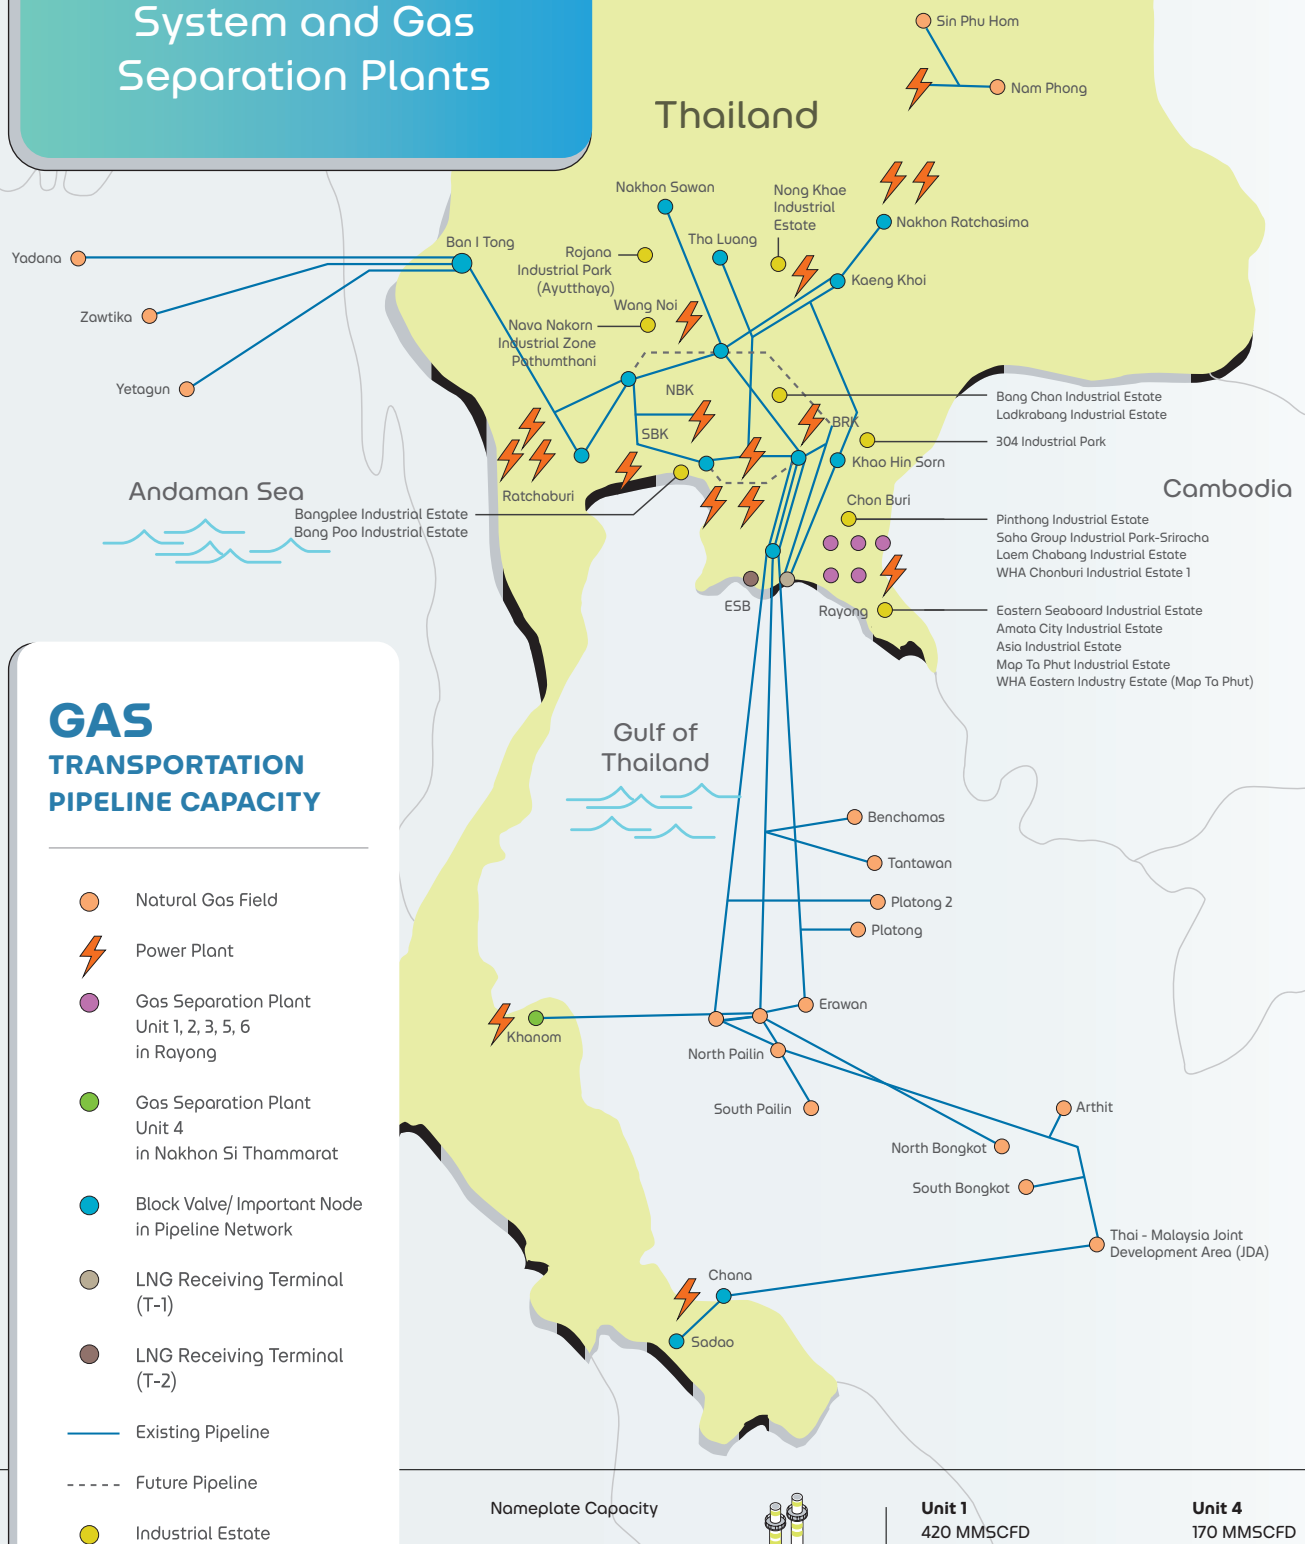 System and Gas
Separation Plants
Sin Phu Hom
Nam Phong
Thailand
Nakhon Sawan
Nong Khae
Industrial
Estate
Nakhon Ratchasima
Tha Luang
Ban I Tong
Yadana
Rojana
Industrial Park
(Ayutthaya)
Kaeng Khoi
Zawtika
Wang Noi
Nava Nakorn
Industrial Zone
Pathumthani
Yetagun
NBK
Bang Chan Industrial Estate
Ladkrabang Industrial Estate
BRK
SBK
304 Industrial Park
Khao Hin Sorn
Cambodia
Andaman Sea
Ratchaburi
Chon Buri
Bangplee Industrial Estate
Bang Poo Industrial Estate
Pinthong Industrial Estate
Saha Group Industrial Park-Sriracha
Laem Chabang Industrial Estate
WHA Chonburi Industrial Estate 1
ESB
Rayong
Eastern Seaboard Industrial Estate
Amata City Industrial Estate
Asia Industrial Estate
Map Ta Phut Industrial Estate
WHA Eastern Industry Estate (Map Ta Phut)
Gulf of
Thailand
Benchamas
Tantawan
Platong 2
Platong
Erawan
Khanom
North Pailin
South Pailin
Arthit
North Bongkot
South Bongkot
Thai - Malaysia Joint
Development Area (JDA)
Chana
Sadao
GAS
TRANSPORTATION
PIPELINE CAPACITY
Natural Gas Field
Power Plant
Gas Separation Plant
Unit 1, 2, 3, 5, 6
in Rayong
Gas Separation Plant
Unit 4
in Nakhon Si Thammarat
Block Valve/ Important Node
in Pipeline Network
LNG Receiving Terminal
(T-1)
LNG Receiving Terminal
(T-2)
Existing Pipeline
Future Pipeline
Industrial Estate
Nameplate Capacity
Unit 1
420 MMSCFD
Unit 4
170 MMSCFD